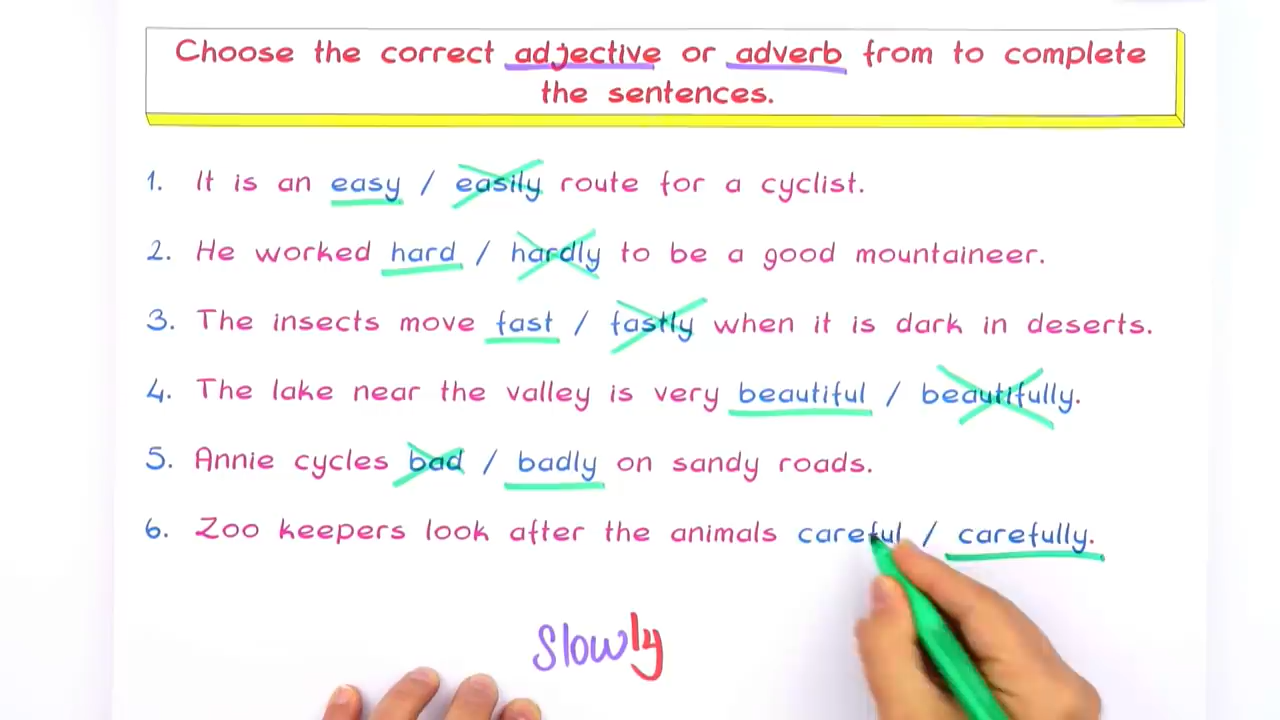 Choose the correct adjective or adverb from to complete
the sentences.
1. It is an easy / easily route for a cyclist.
2. He worked hard / hardly to be a good mountaineer.
3. The insects move fast / fastly when it is dark in deserts.
4. The lake near the valley is very beautiful / beautifully.
5. Annie cycles bad / badly on sandy roads.
6. Zoo keepers look after the animals careful / carefully.
Slowly